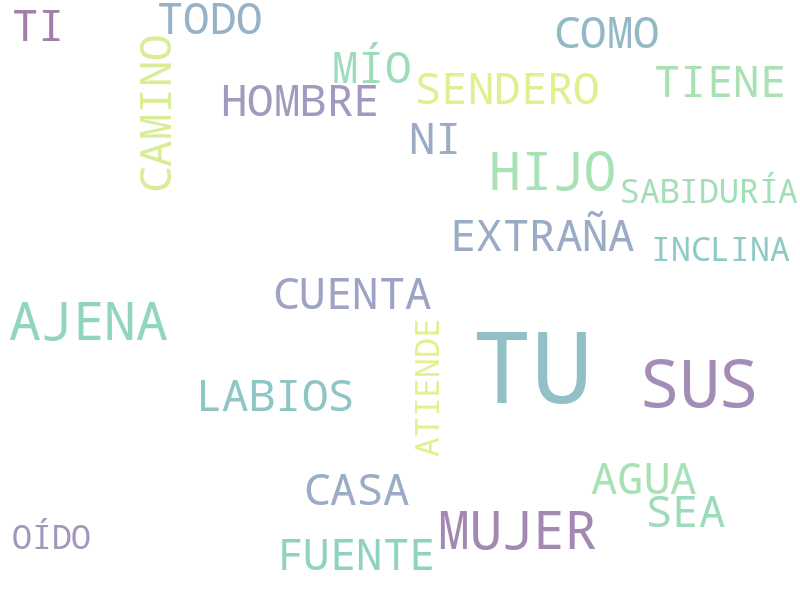 TI
TODO
COMO
CAMINO
MÍO
SENDERO
TIENE
HOMBRE
NI
HIJO
SABIDURÍA
EXTRAÑA
INCLINA
CUENTA
AJENA
ATIENDE
TU
SUS
LABIOS
CASA
AGUA
SEA
OÍDO
FUENTE
MUJER